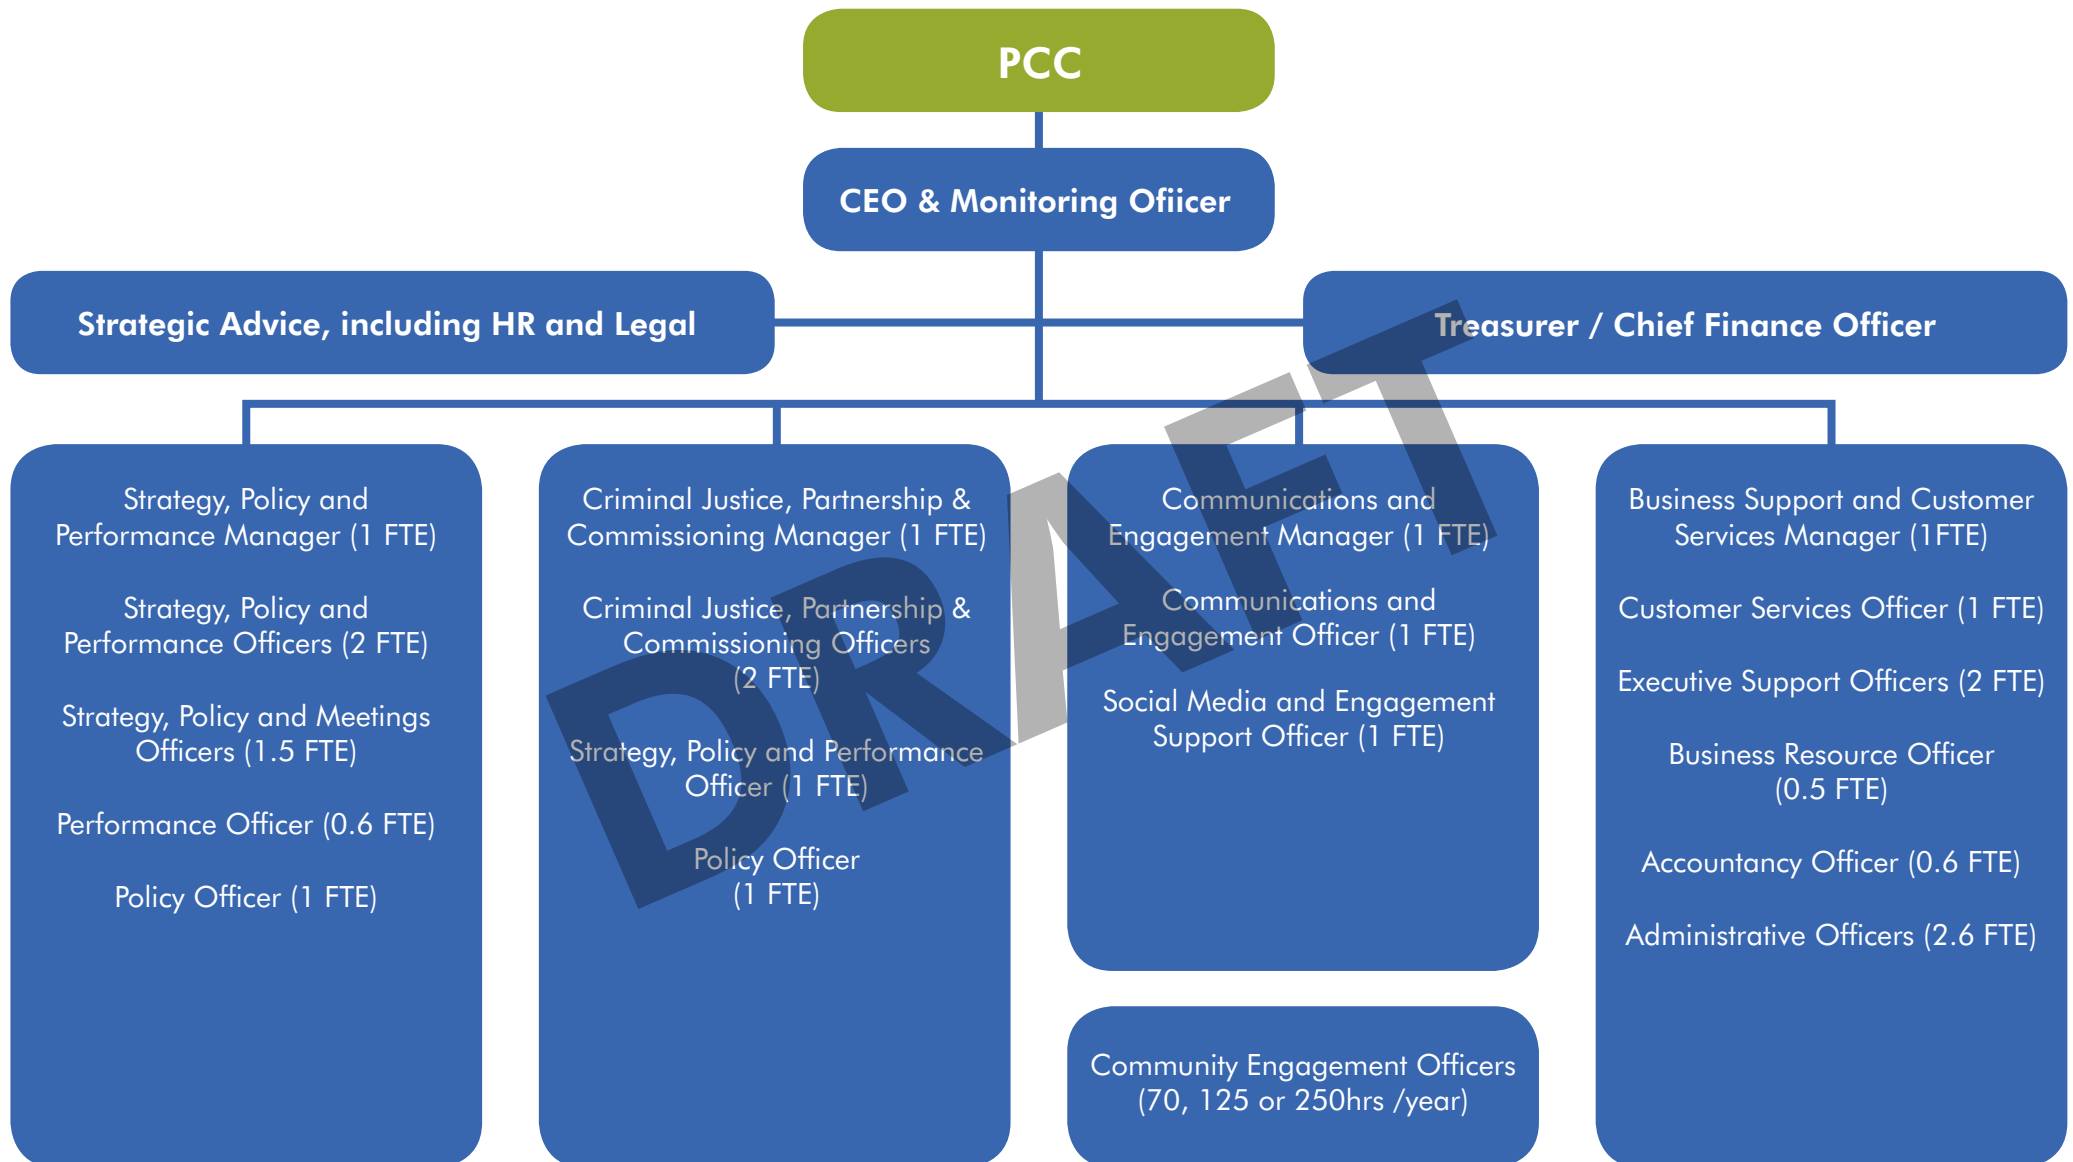 PCC
CEO & Monitoring Ofiicer
Strategic Advice, including HR and Legal
Treasurer / Chief Finance Officer
Strategy, Policy and
Performance Manager (1 FTE)
Strategy, Policy and
Performance Officers (2 FTE)
Strategy, Policy and Meetings
Officers (1.5 FTE)
Performance Officer (0.6 FTE)
Policy Officer (1 FTE)
Criminal Justice, Partnership &
Commissioning Manager (1 FTE)
Criminal Justice, Partnership &
Commissioning Officers
(2 FTE)
Strategy, Policy and Performance
Officer (1 FTE)
Policy Officer
(1 FTE)
Communications and
Engagement Manager (1 FTE)
Communications and
Engagement Officer (1 FTE)
Social Media and Engagement
Support Officer (1 FTE)
Community Engagement Officers
(70, 125 or 250hrs /year)
Business Support and Customer
Services Manager (1FTE)
Customer Services Officer (1 FTE)
Executive Support Officers (2 FTE)
Business Resource Officer
(0.5 FTE)
Accountancy Officer (0.6 FTE)
Administrative Officers (2.6 FTE)
DRAFT